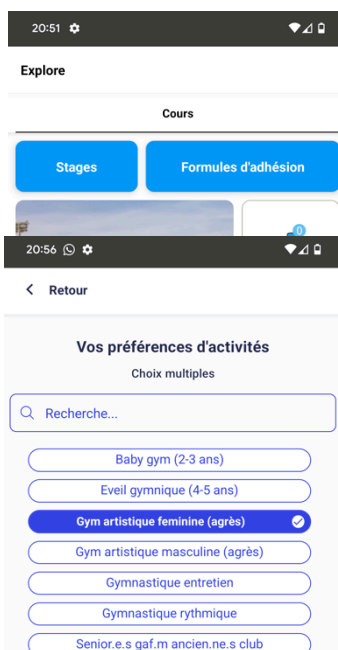 20:51
Explore
Cours
Stages
Formules d'adhésion
0
20:56
Retour
Vos préférences d'activités
Choix multiples
Recherche...
Baby gym (2-3 ans)
Eveil gymnique (4-5 ans)
Gym artistique feminine (agrès)
Gym artistique masculine (agrès)
Gymnastique entretien
Gymnastique rythmique
Senior.e.s gaf.m ancien.ne.s club